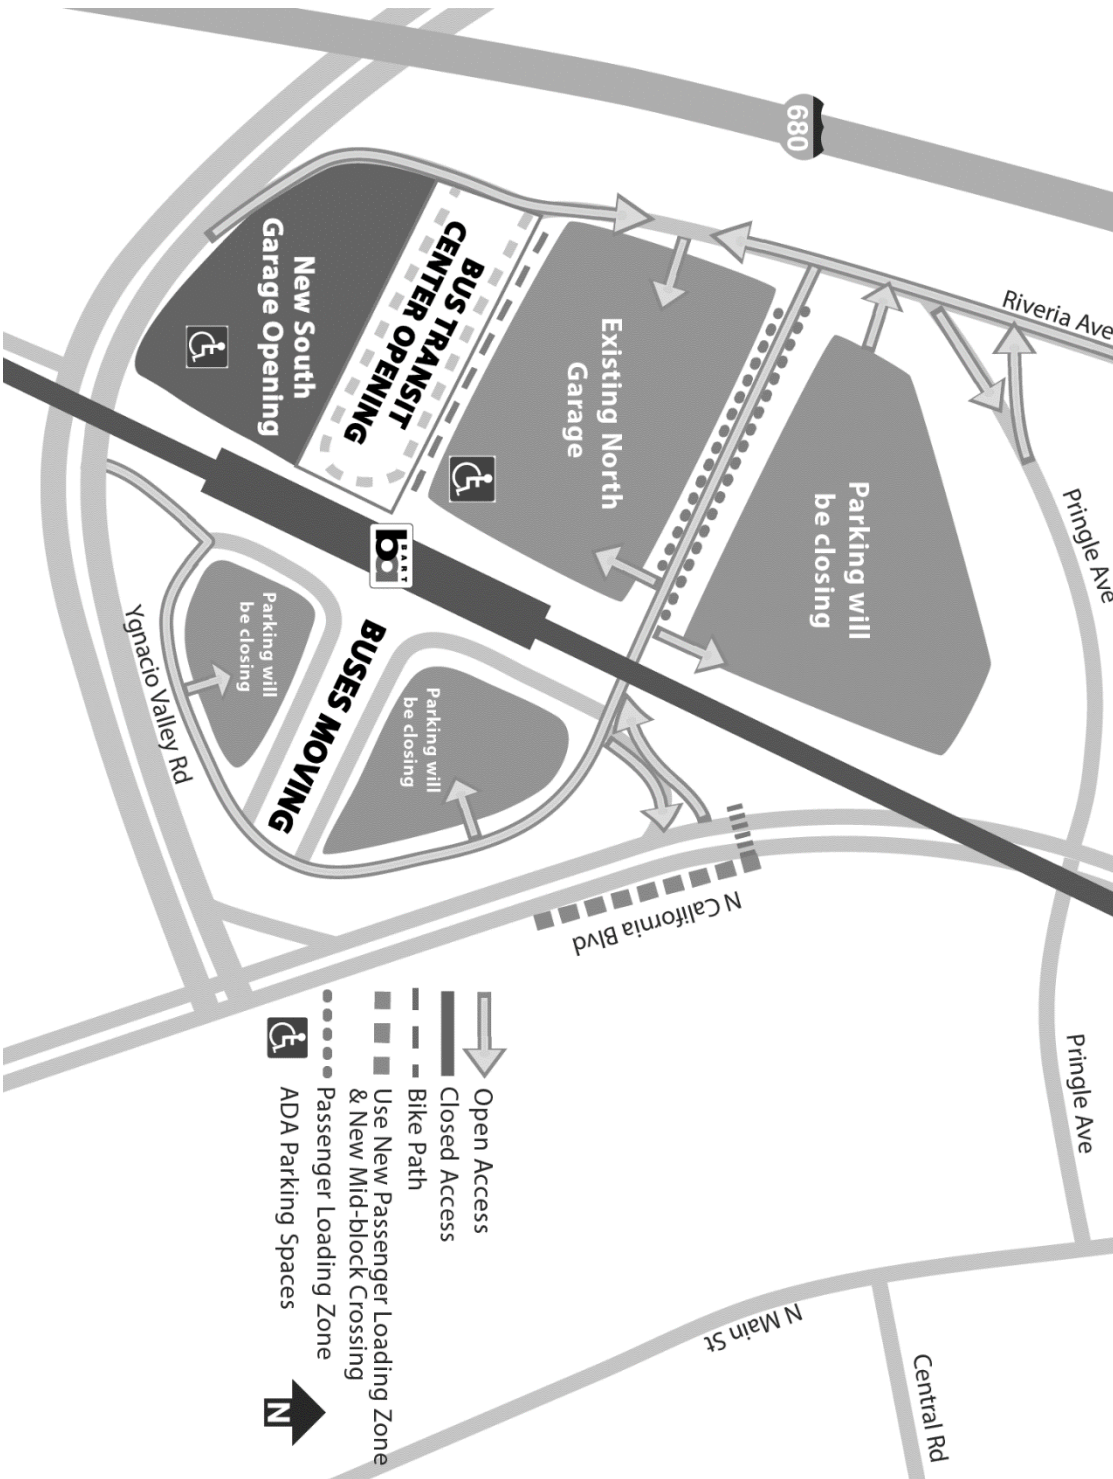 680
Riveria Ave
Pringle Ave
New South
Garage Opening
BUS TRANSIT
CENTER OPENING
Existing North
Garage
Parking will
be closing
ba
BART
Parking will
be closing
Ygnacio Valley Rd
BUSES MOVING
Parking will
be closing
N California Blvd
Pringle Ave
Open Access
Closed Access
Bike Path
Use New Passenger Loading Zone
& New Mid-block Crossing
Passenger Loading Zone
ADA Parking Spaces
N
N Main St
Central Rd